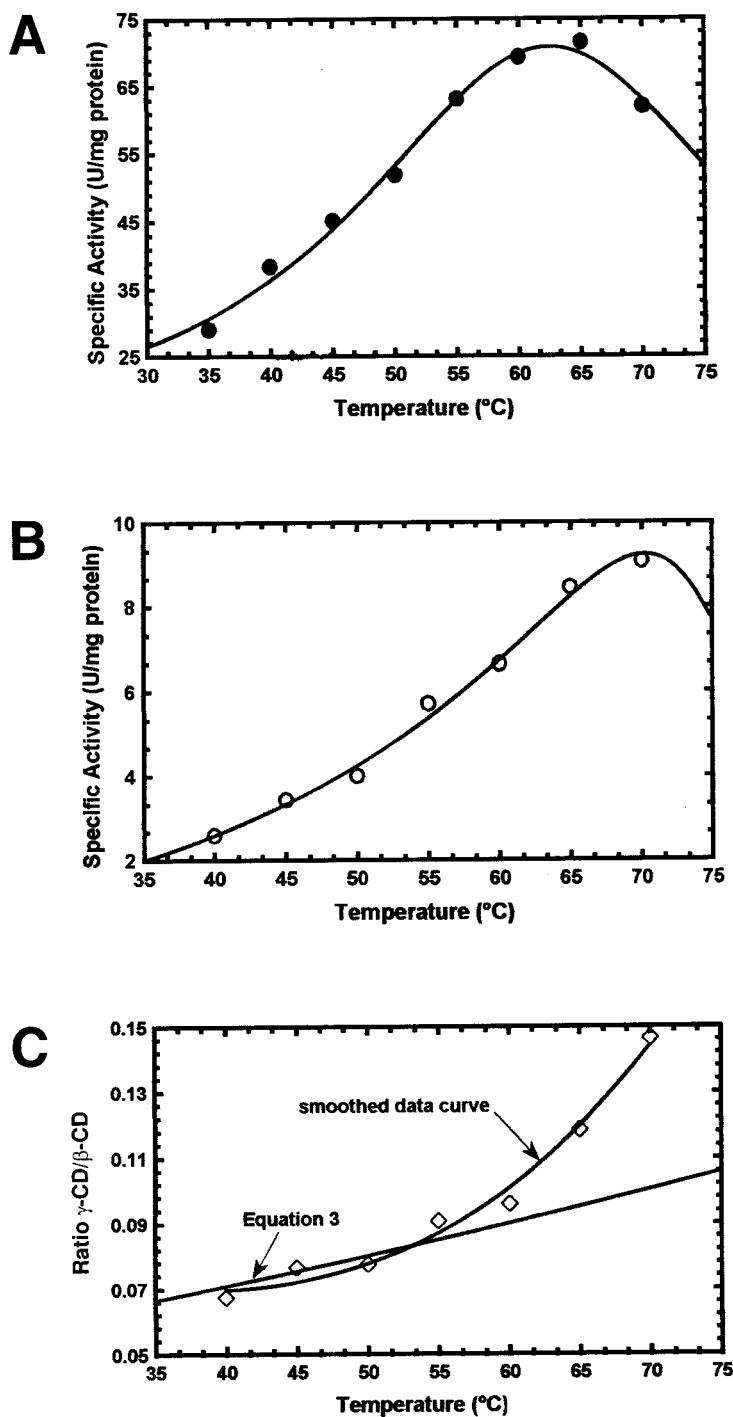 A
75
65
55
45
35
25
Specific Activity (U/mg protein)
30 35 40 45 50 55 60 65 70 75
Temperature (°C)
B
10
8
6
4
2
Specific Activity (U/mg protein)
35 40 45 50 55 60 65 70 75
Temperature (°C)
C
0.15
0.13
0.11
0.09
0.07
0.05
Ratio γ-CD/β-CD
smoothed data curve
Equation 3
35 40 45 50 55 60 65 70 75
Temperature (°C)